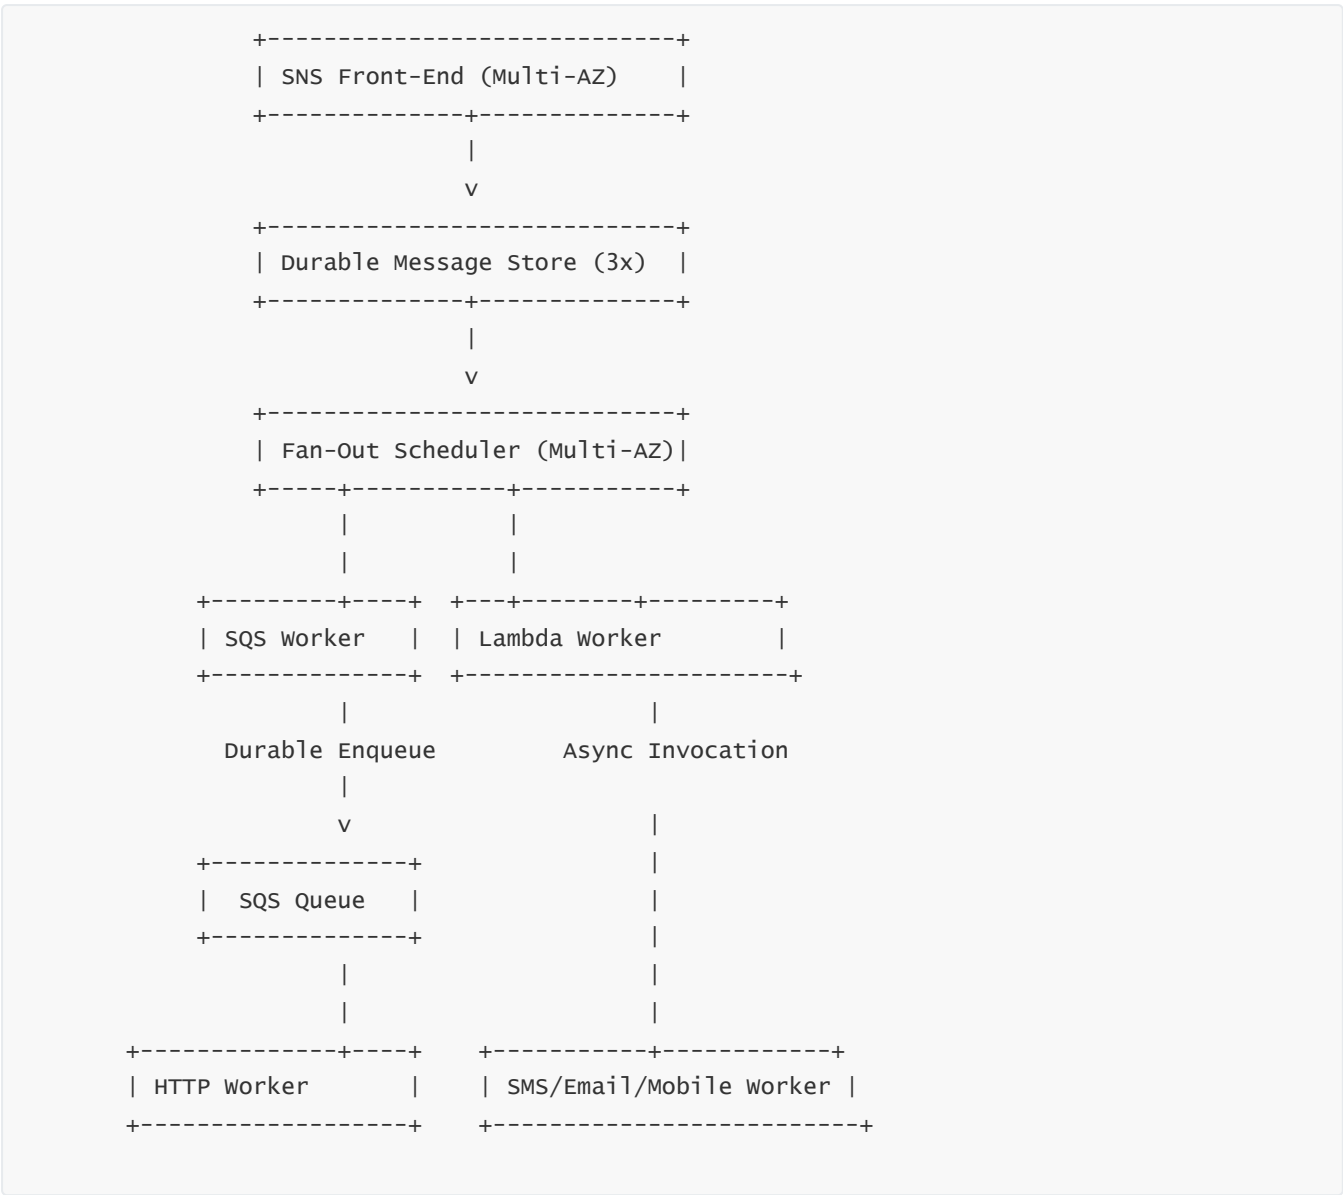 +-----------------------------+
| SNS Front-End (Multi-AZ)    |
+--------------+--------------+
|
v
+-----------------------------+
| Durable Message Store (3x)  |
+--------------+--------------+
|
v
+-----------------------------+
| Fan-Out Scheduler (Multi-AZ)|
+-----+-----------+-----------+
|           |
|           |
+---------+----+  +---+--------+---------+
| SQS Worker   |  | Lambda Worker        |
+--------------+  +-----------------------+
|                     |
Durable Enqueue         Async Invocation
|
v                     |
+--------------+                |
|  SQS Queue   |                |
+--------------+                |
|                     |
|                     |
+--------------+----+    +-----------+------------+
| HTTP Worker       |    | SMS/Email/Mobile Worker |
+-------------------+    +--------------------------+